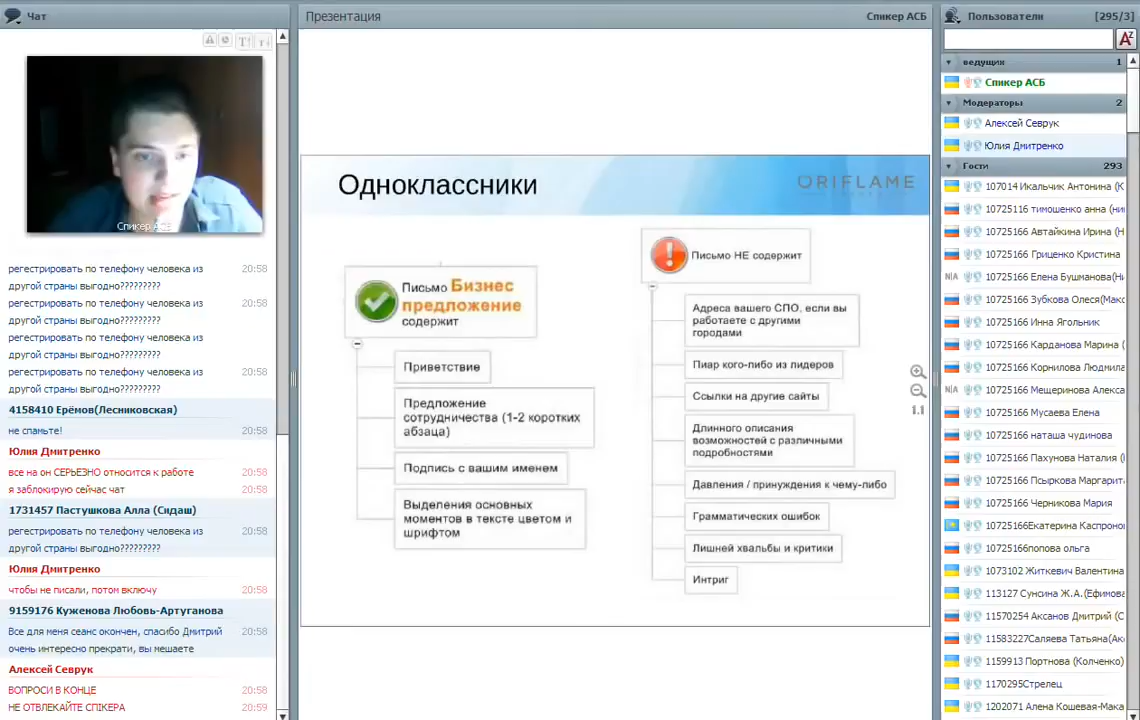 Чат
Спикер АСБ
регестрировать по телефону человека из
20:58
другой страны выгодно?????????
регестрировать по телефону человека из
20:58
другой страны выгодно?????????
регестрировать по телефону человека из
20:58
другой страны выгодно?????????
регестрировать по телефону человека из
20:58
другой страны выгодно?????????
4158410 Ерёмов(Лесниковская)
не спамьте!
20:58
Юлия Дмитренко
все на он СЕРЬЕЗНО относится к работе
20:58
я заблокирую сейчас чат
20:58
1731457 Пастушкова Алла (Сидаш)
регестрировать по телефону человека из
20:58
другой страны выгодно?????????
Юлия Дмитренко
чтобы не писали, потом включу
20:58
9159176 Куженова Любовь-Артуганова
Все для меня сеанс окончен, спасибо Дмитрий
20:58
очень интересно прекрати, вы мешаете
Алексей Севрук
ВОПРОСИ В КОНЦЕ
20:58
НЕ ОТВЛЕКАЙТЕ СПІКЕРА
20:59
Презентация
Спикер АСБ
Одноклассники
ORIFLAME
Письмо Бизнес
предложение
содержит
Приветствие
Предложение
сотрудничества (1-2 коротких
абзаца)
Подпись с вашим именем
Выделения основных
моментов в тексте цветом и
шрифтом
Письмо НЕ содержит
Адреса вашего СПО, если вы
работаете с другими
городами
Пиар кого-либо из лидеров
Ссылки на другие сайты
Длинного описания
возможностей с различными
подробностями
Давления / принуждения к чему-либо
Грамматических ошибок
Лишней хвальбы и критики
Интриг
1.1
Пользователи
[295/3]
ведущих
1
Спикер АСБ
Модераторы
2
Алексей Севрук
Юлия Дмитренко
Гости
293
107014 Икальчик Антонина (К
10725116 тимошенко анна (ни
10725166 Автайкина Ирина (Н
10725166 Гриценко Кристина
N/A 10725166 Елена Бушманова(Ни
10725166 Зубкова Олеся(Макс
10725166 Инна Ягольник
10725166 Карданова Марина (
10725166 Корнилова Людмила
N/A 10725166 Мещеринова Алекса
10725166 Мусаева Елена
10725166 наташа чудинова
10725166 Пахунова Наталия (
10725166 Псыркова Маргарит
10725166 Черникова Мария
10725166Екатерина Каспроно
10725166попова ольга
1073102 Житкевич Валентина
113127 Сунсина Ж.А.(Ефимова
11570254 Аксанов Дмитрий (С
11583227Саляева Татьяна(Ак
1159913 Портнова (Колченко)
1170295Стрелец
1202071 Алена Кошевая-Мака